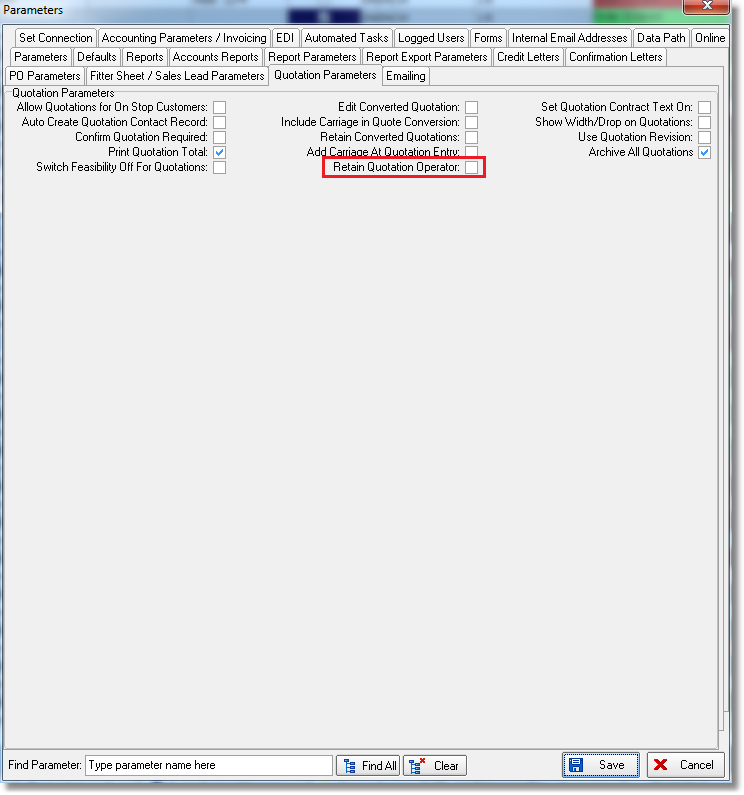 Parameters
Set Connection Accounting Parameters / Invoicing EDI Automated Tasks Logged Users Forms Internal Email Addresses Data Path Online
Parameters Defaults Reports Accounts Reports Report Parameters Report Export Parameters Credit Letters Confirmation Letters
PO Parameters Fitter Sheet / Sales Lead Parameters Quotation Parameters Emailing
Quotation Parameters
Allow Quotations for On Stop Customers: Edit Converted Quotation: Set Quotation Contract Text On:
Auto Create Quotation Contact Record: Include Carriage in Quote Conversion: Show Width/Drop on Quotations:
Confirm Quotation Required: Retain Converted Quotations: Use Quotation Revision:
Print Quotation Total: Add Carriage At Quotation Entry: Archive All Quotations
Switch Feasibility Off For Quotations: Retain Quotation Operator:
Find Parameter: Type parameter name here Find All Clear Save Cancel